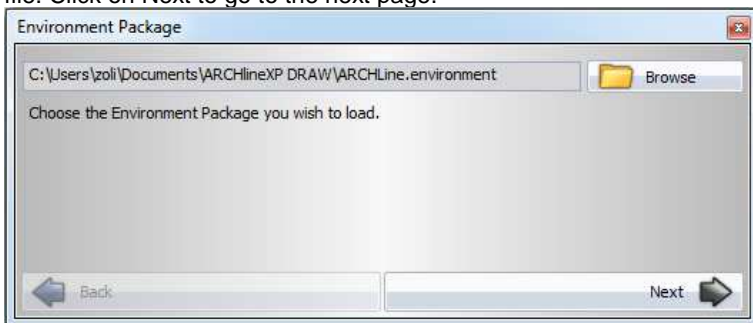 file. Click on Next to go to the next page.
Environment Package
C:\Users\zoli\Documents\ARCHlineXP DRAW\ARCHLine.environment
Browse
Choose the Environment Package you wish to load.
Back
Next